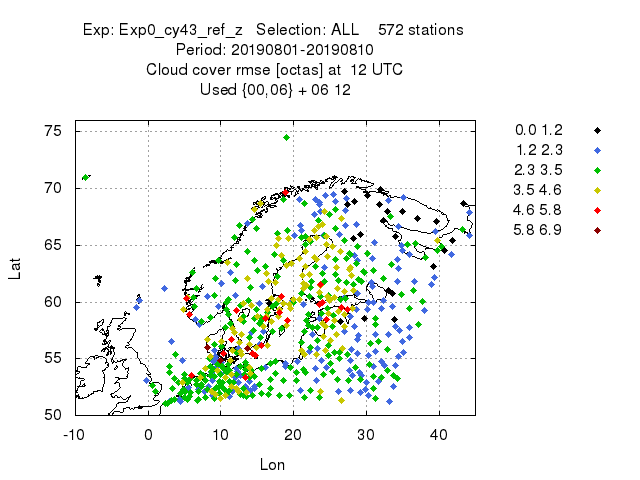 Exp: Exp0_cy43_ref_z   Selection: ALL    572 stations
Period: 20190801-20190810
Cloud cover rmse [octas] at  12 UTC
Used {00,06} + 06 12
0.0 1.2
1.2 2.3
2.3 3.5
3.5 4.6
4.6 5.8
5.8 6.9
75
70
65
60
55
50
Lat
-10 0 10 20 30 40
Lon